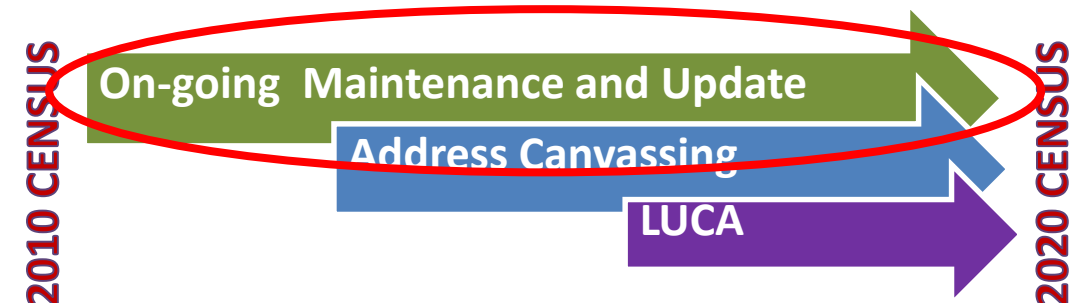 2010 CENSUS
On-going Maintenance and Update
Address Canvassing
LUCA
2020 CENSUS